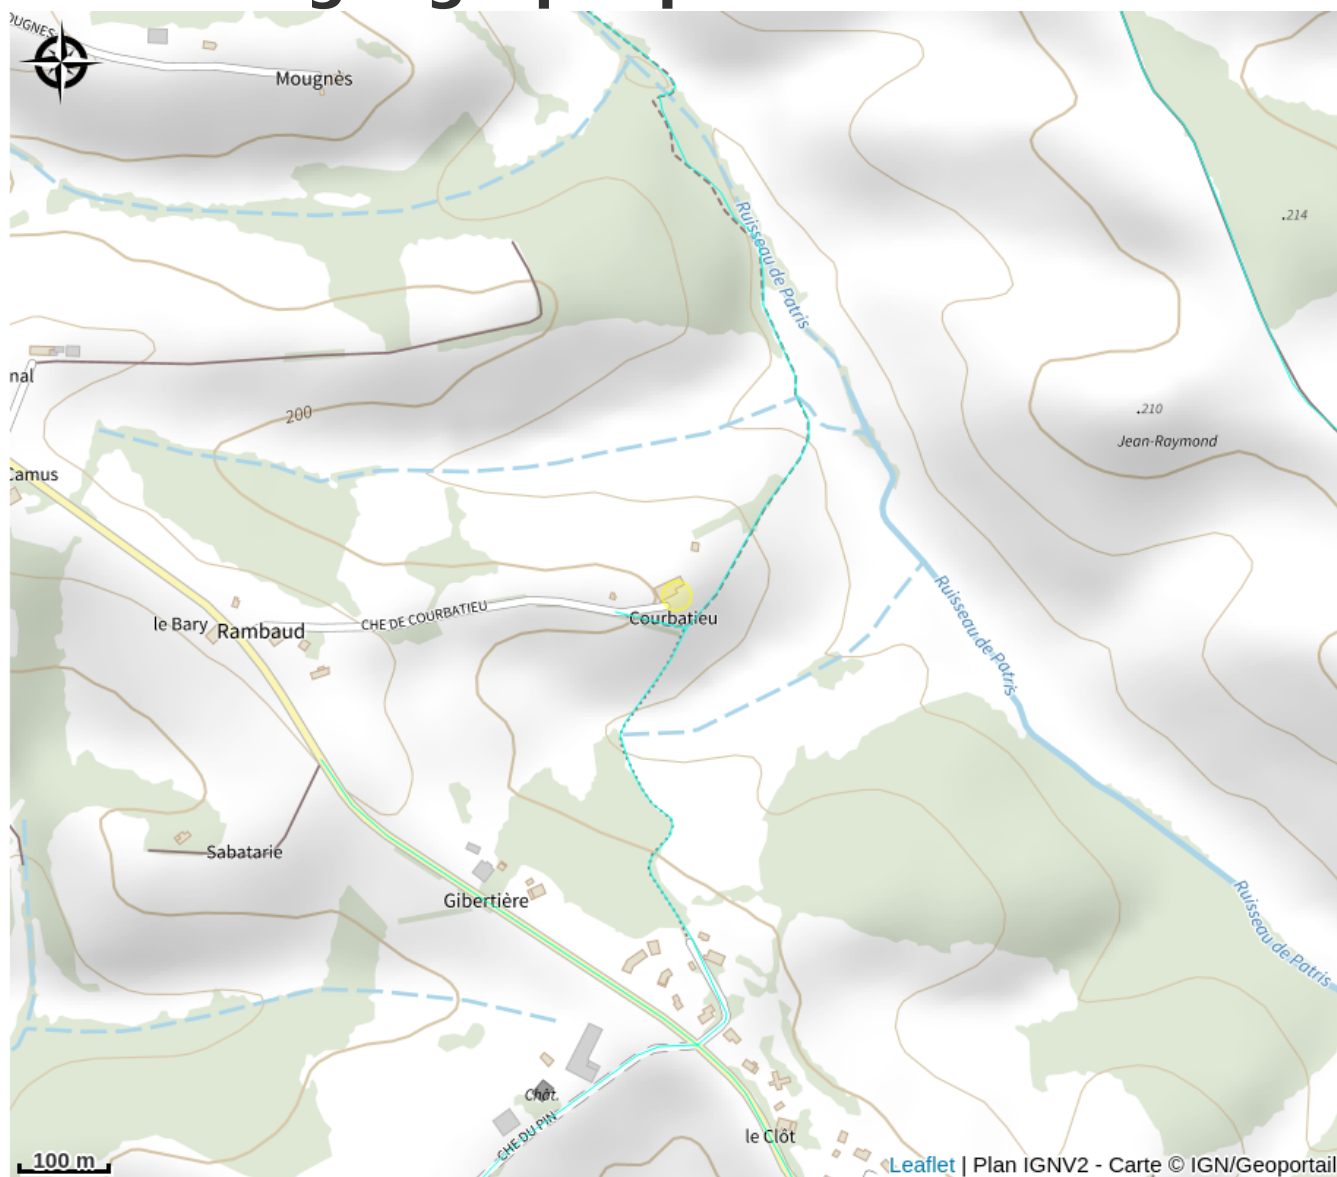 OUGNES
Mougnès
Ruisseau de Patris
.214
nal
200
.210
Jean-Raymond
Camus
Ruisseau de Patris
CHE DE COURBATIEU
Courbatieu
le Bary
Rambaud
Sabatarie
Gibertière
Ruisseau de Patris
Chât.
CHE DU PIN
le Clôt
100 m
Leaflet | Plan IGNV2 - Carte © IGN/Geoportail